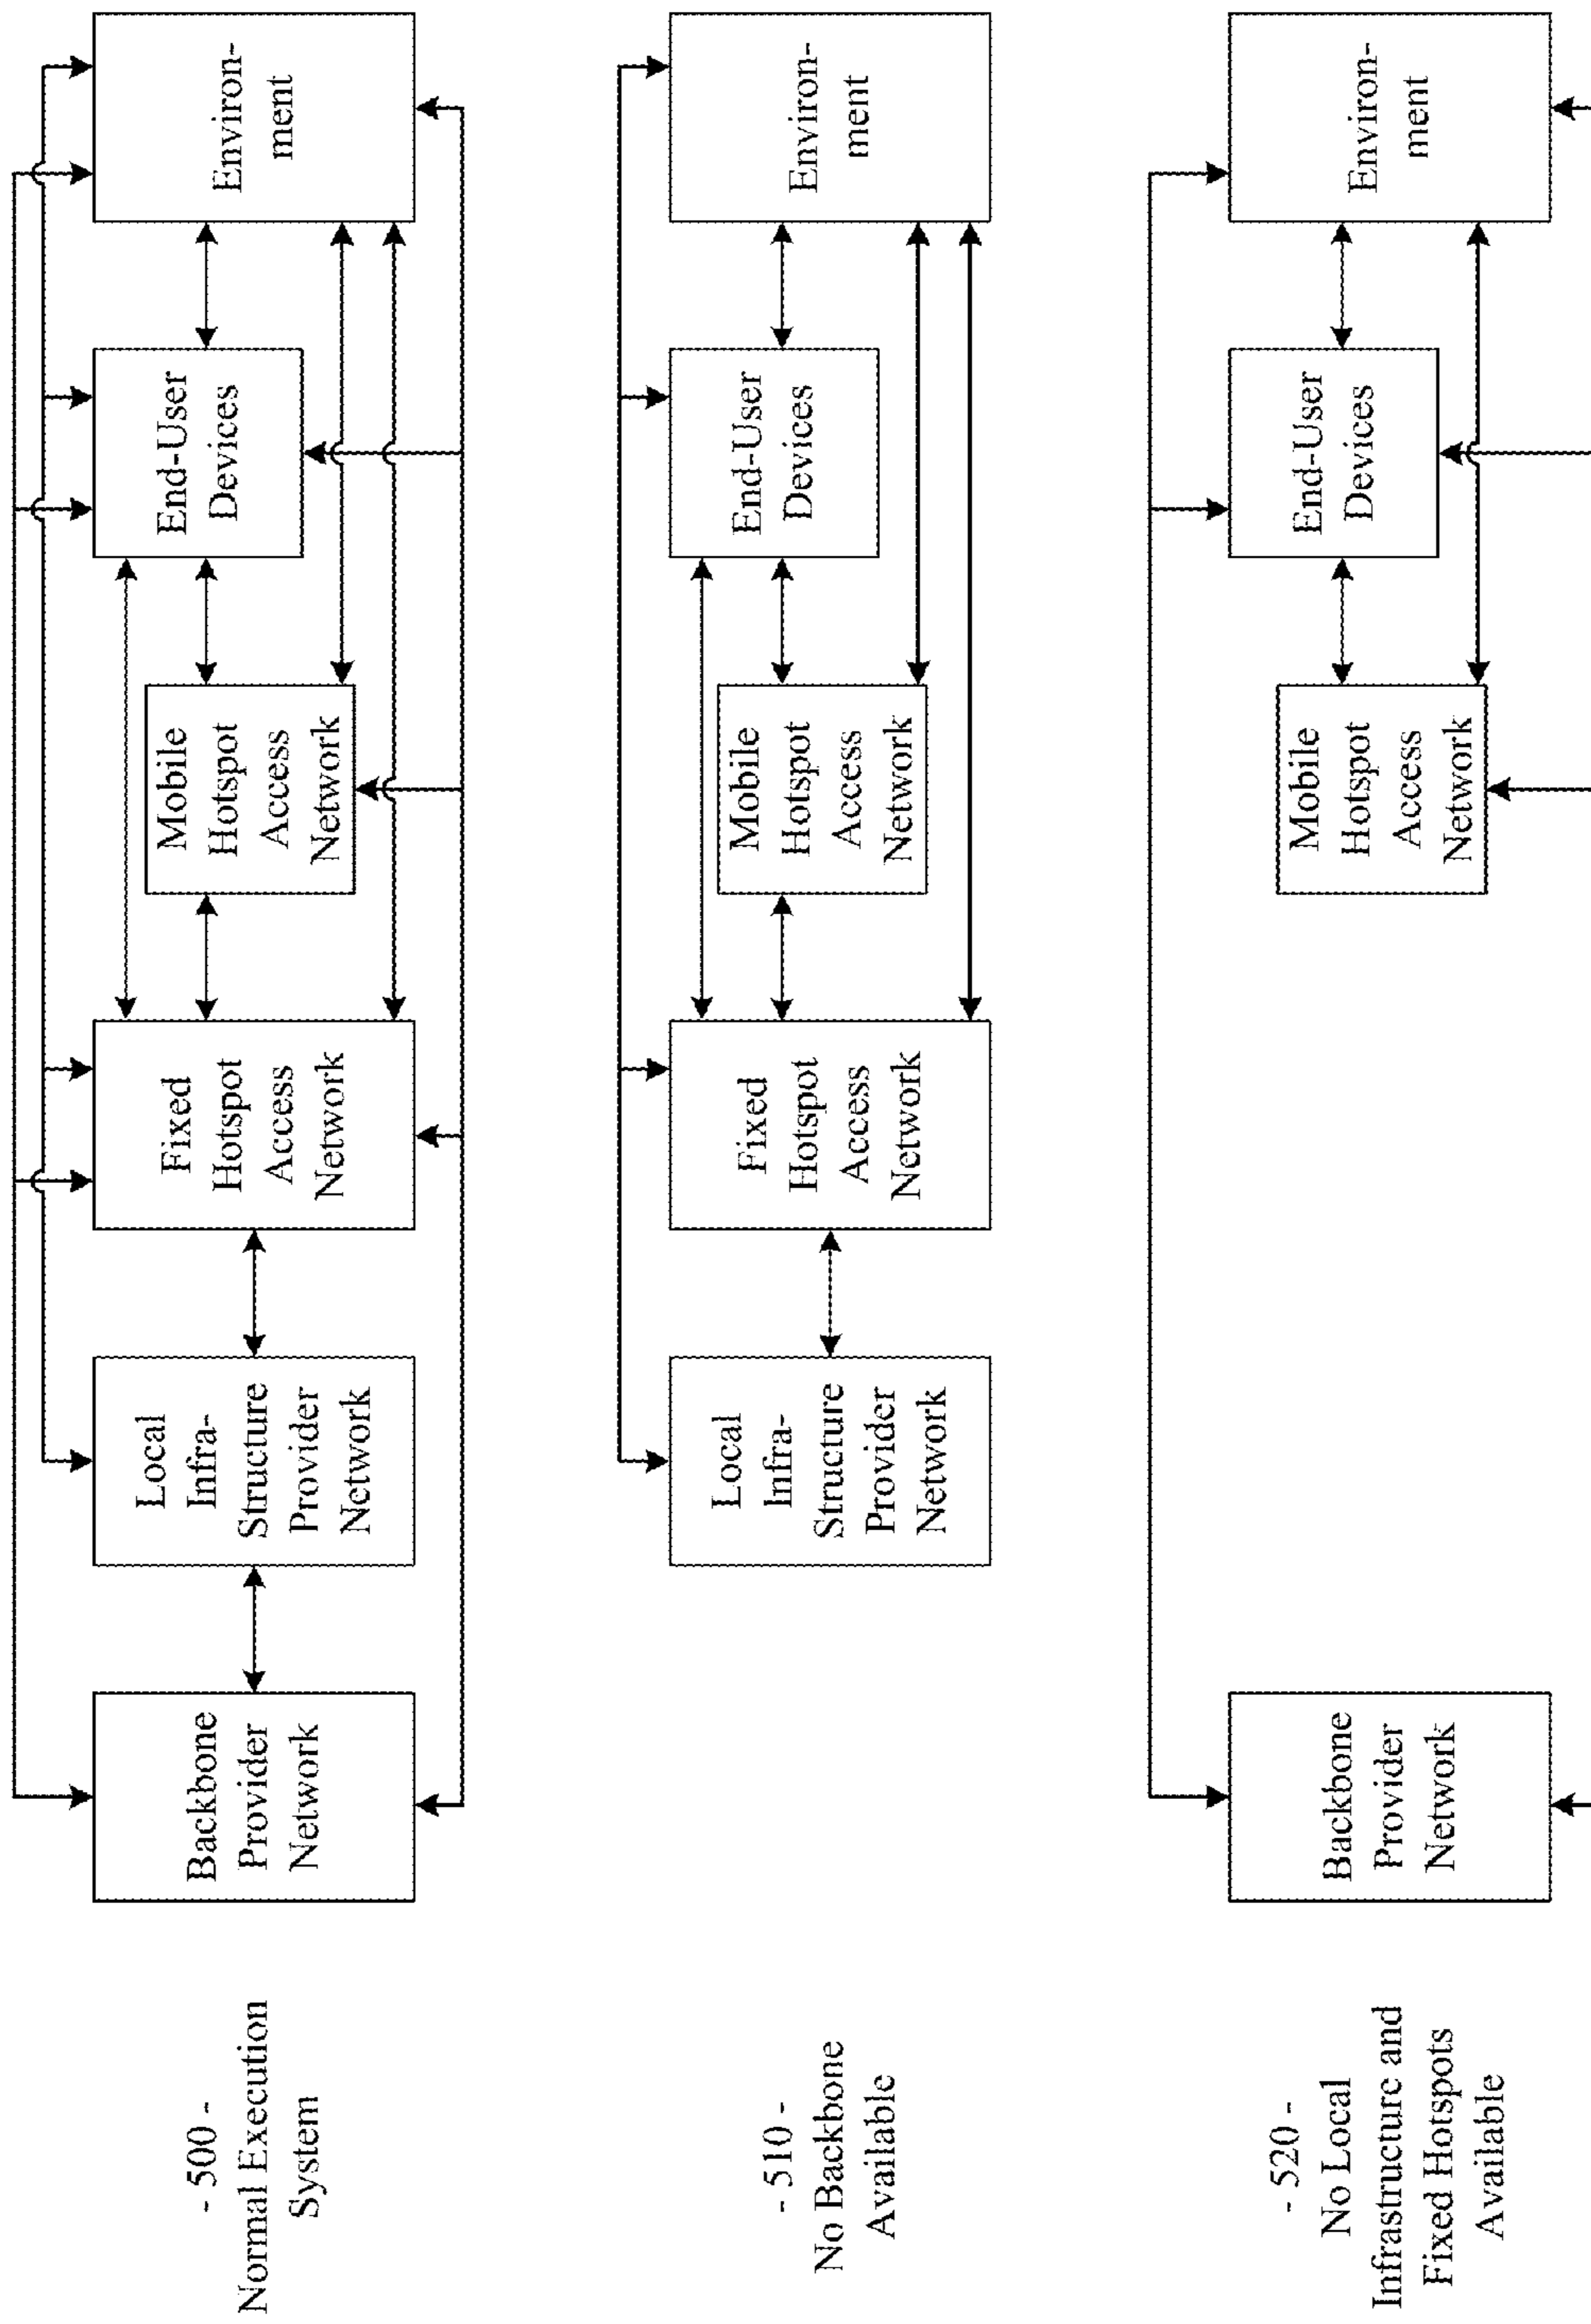 - 500 -
Normal Execution
System
Backbone
Provider
Network
Local
Infra-
Structure
Provider
Network
Fixed
Hotspot
Access
Network
Mobile
Hotspot
Access
Network
End-User
Devices
Environ-
ment
- 510 -
No Backbone
Available
Local
Infra-
Structure
Provider
Network
Fixed
Hotspot
Access
Network
Mobile
Hotspot
Access
Network
End-User
Devices
Environ-
ment
- 520 -
No Local
Infrastructure and
Fixed Hotspots
Available
Backbone
Provider
Network
Mobile
Hotspot
Access
Network
End-User
Devices
Environ-
ment